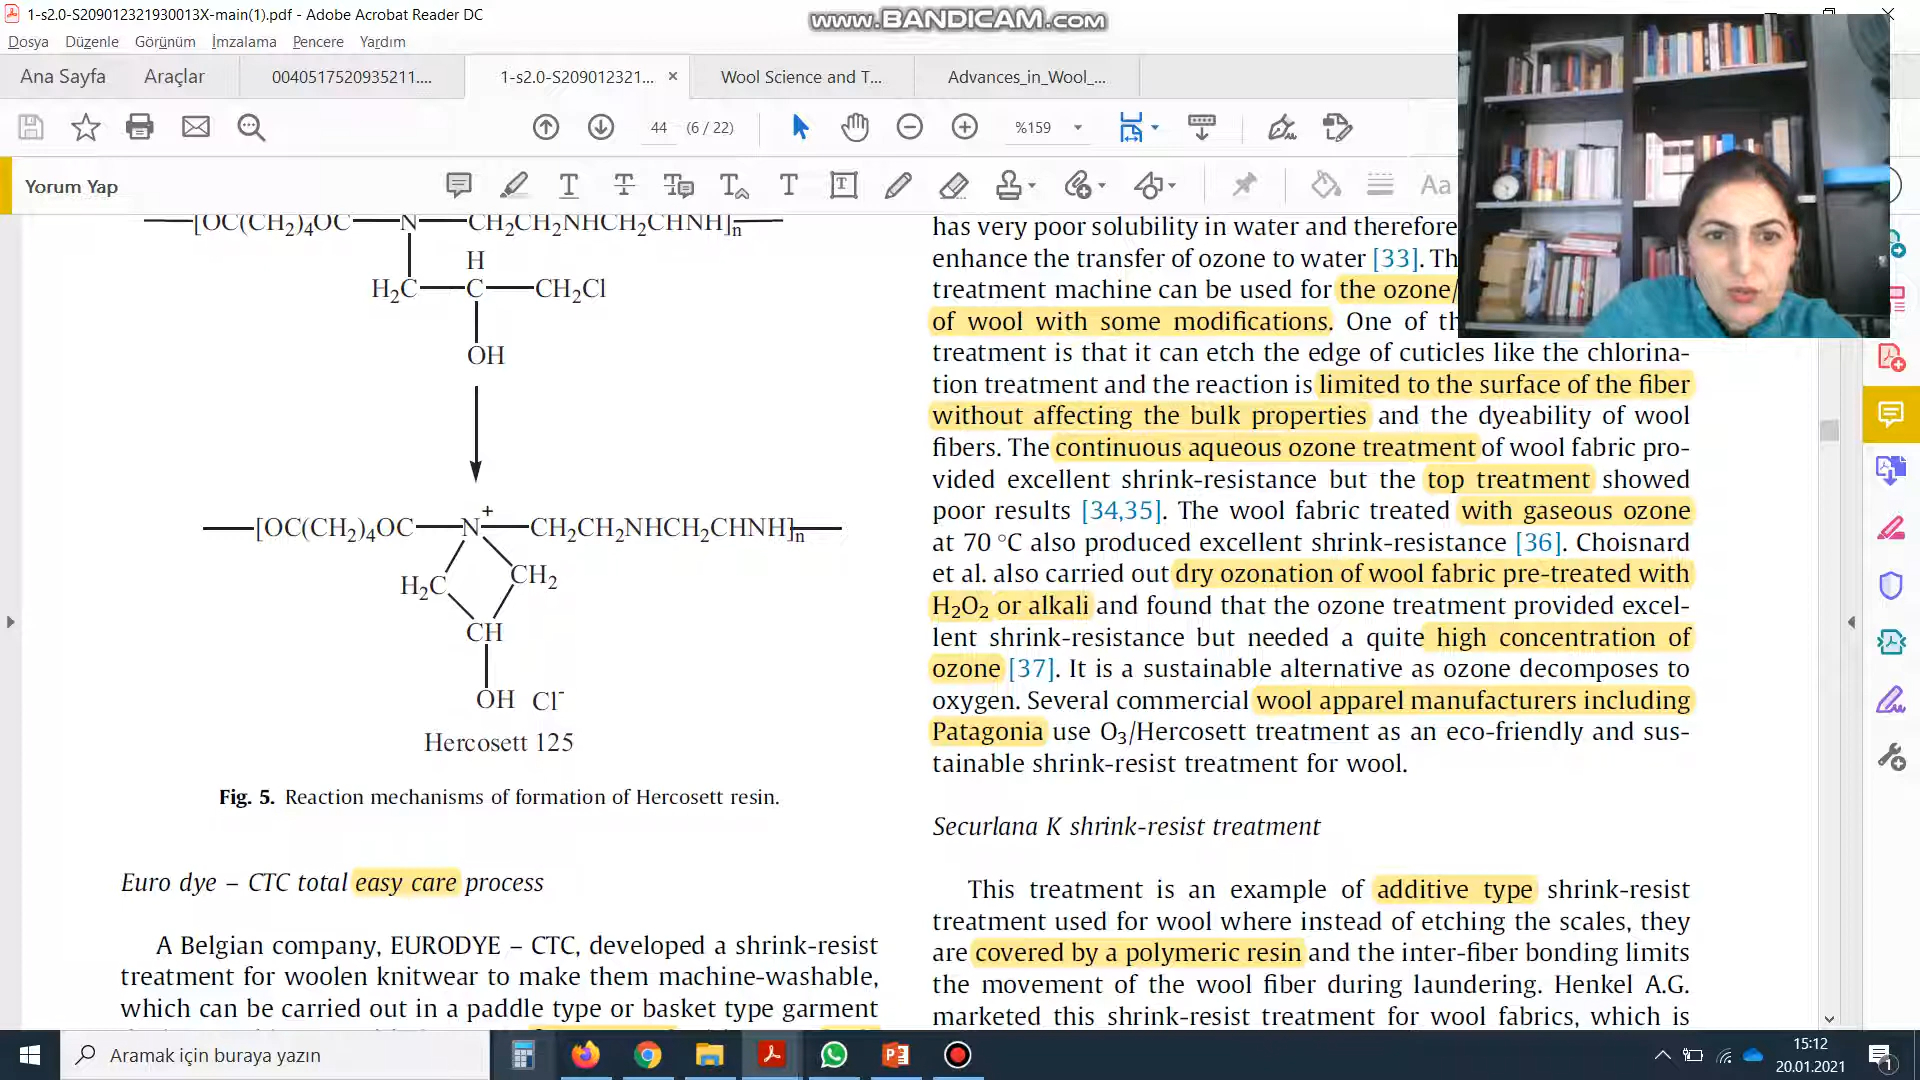 1-s2.0-S209012321930013X-main(1).pdf - Adobe Acrobat Reader DC
www.BANDICAM.com
Dosya Düzenle Görünüm İmzalama Pencere Yardım
Ana Sayfa Araçlar 0040517520935211.... 1-s2.0-S209012321... × Wool Science and T... Advances_in_Wool_...
44 (6 / 22) %159
Yorum Yap
Aa
[OC(CH2)4OC—N—CH2CH2NHCH2CHNH]n
H
H2C—C—CH2Cl
OH
—[OC(CH2)4OC—N+—CH2CH2NHCH2CHNH]n—
H2C CH2
CH
OH Cl-
Hercosett 125
Fig. 5. Reaction mechanisms of formation of Hercosett resin.
Euro dye – CTC total easy care process
A Belgian company, EURODYE – CTC, developed a shrink-resist
treatment for woolen knitwear to make them machine-washable,
which can be carried out in a paddle type or basket type garment
has very poor solubility in water and therefore
enhance the transfer of ozone to water [33]. Th
treatment machine can be used for the ozone/
of wool with some modifications. One of th
treatment is that it can etch the edge of cuticles like the chlorina-
tion treatment and the reaction is limited to the surface of the fiber
without affecting the bulk properties and the dyeability of wool
fibers. The continuous aqueous ozone treatment of wool fabric pro-
vided excellent shrink-resistance but the top treatment showed
poor results [34,35]. The wool fabric treated with gaseous ozone
at 70 °C also produced excellent shrink-resistance [36]. Choisnard
et al. also carried out dry ozonation of wool fabric pre-treated with
H2O2 or alkali and found that the ozone treatment provided excel-
lent shrink-resistance but needed a quite high concentration of
ozone [37]. It is a sustainable alternative as ozone decomposes to
oxygen. Several commercial wool apparel manufacturers including
Patagonia use O3/Hercosett treatment as an eco-friendly and sus-
tainable shrink-resist treatment for wool.
Securlana K shrink-resist treatment
This treatment is an example of additive type shrink-resist
treatment used for wool where instead of etching the scales, they
are covered by a polymeric resin and the inter-fiber bonding limits
the movement of the wool fiber during laundering. Henkel A.G.
marketed this shrink-resist treatment for wool fabrics, which is
Aramak için buraya yazın
15:12
20.01.2021
1